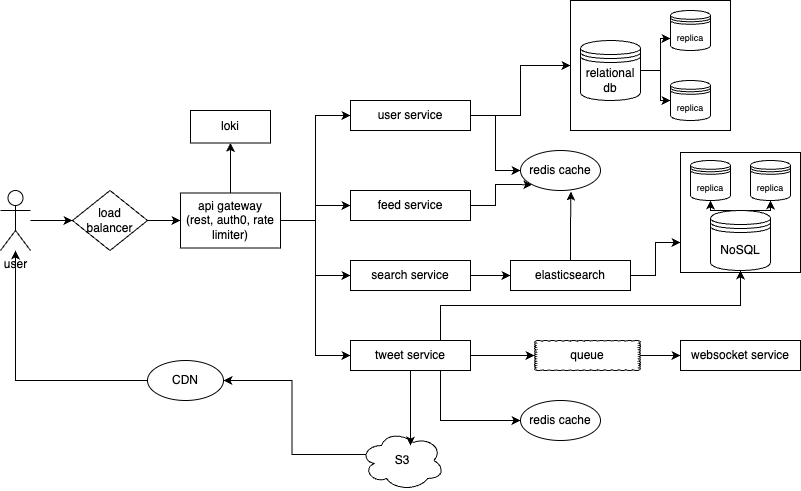 replica
relational
db
replica
loki
user service
redis cache
replica
replica
load
balancer
api gateway
(rest, auth0, rate
limiter)
feed service
NoSQL
user
search service
elasticsearch
tweet service
queue
websocket service
CDN
redis cache
S3